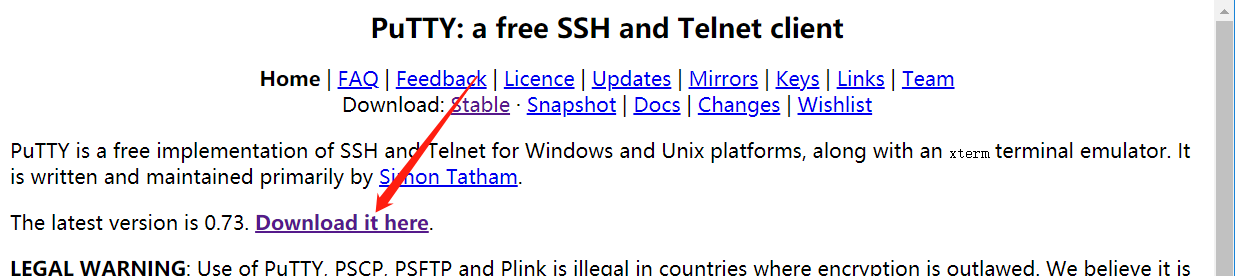 PuTTY: a free SSH and Telnet client
Home | FAQ | Feedback | Licence | Updates | Mirrors | Keys | Links | Team
Download: Stable · Snapshot | Docs | Changes | Wishlist
PuTTY is a free implementation of SSH and Telnet for Windows and Unix platforms, along with an xterm terminal emulator. It
is written and maintained primarily by Simon Tatham.
The latest version is 0.73. Download it here.
LEGAL WARNING: Use of PuTTY, PSCP, PSFTP and Plink is illegal in countries where encryption is outlawed. We believe it is